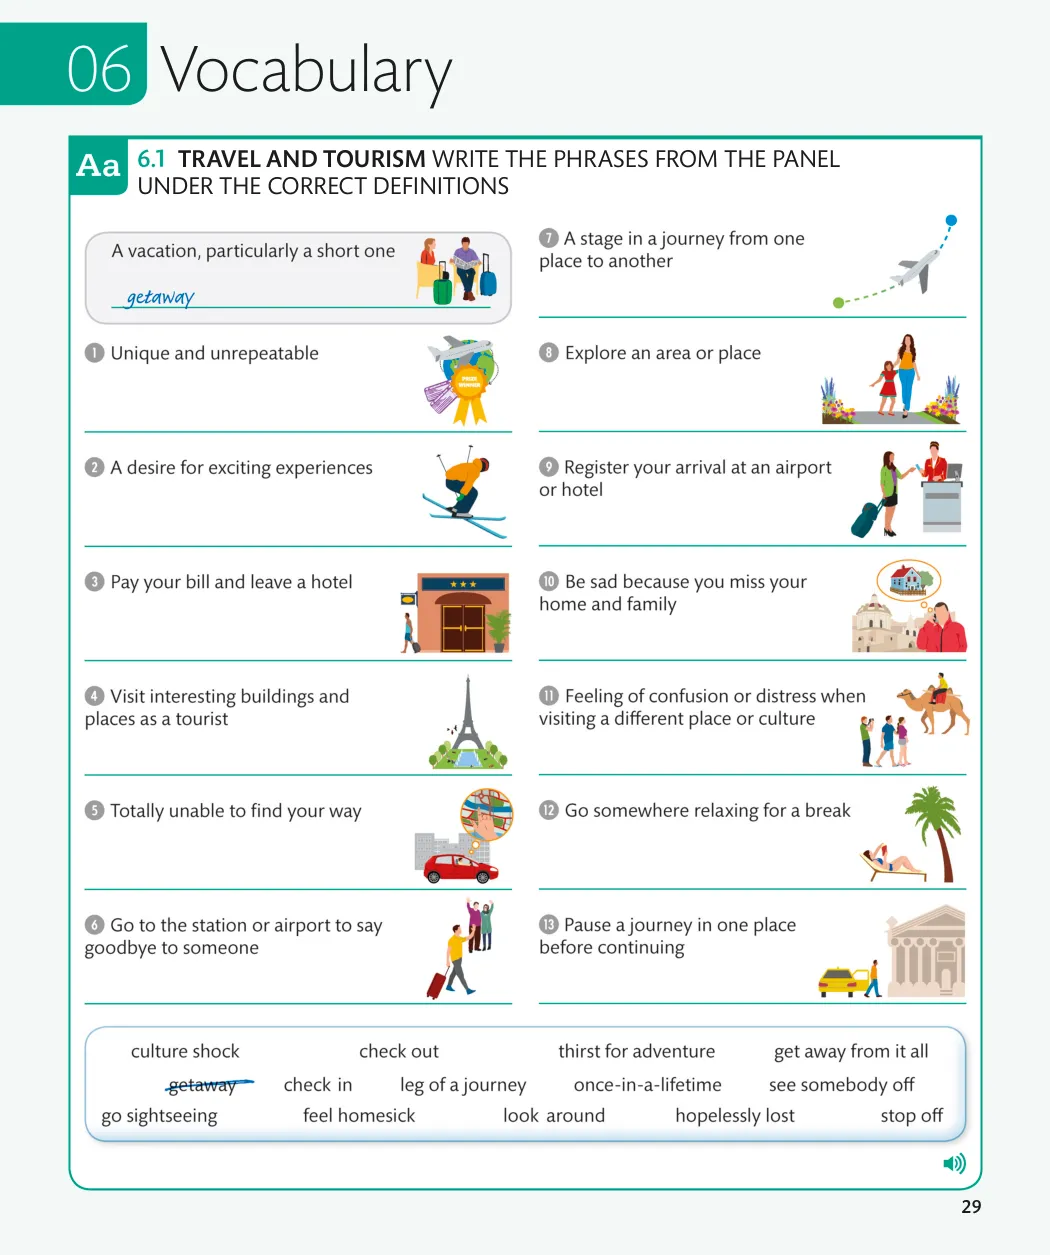 06 Vocabulary
Aa
6.1 TRAVEL AND TOURISM WRITE THE PHRASES FROM THE PANEL
UNDER THE CORRECT DEFINITIONS
A vacation, particularly a short one
getaway
1 Unique and unrepeatable
PRIZE
WINNER
2 A desire for exciting experiences
3 Pay your bill and leave a hotel
4 Visit interesting buildings and
places as a tourist
5 Totally unable to find your way
6 Go to the station or airport to say
goodbye to someone
7 A stage in a journey from one
place to another
8 Explore an area or place
9 Register your arrival at an airport
or hotel
10 Be sad because you miss your
home and family
11 Feeling of confusion or distress when
visiting a different place or culture
12 Go somewhere relaxing for a break
13 Pause a journey in one place
before continuing
culture shock check out thirst for adventure get away from it all
getaway check in leg of a journey once-in-a-lifetime see somebody off
go sightseeing feel homesick look around hopelessly lost stop off
29